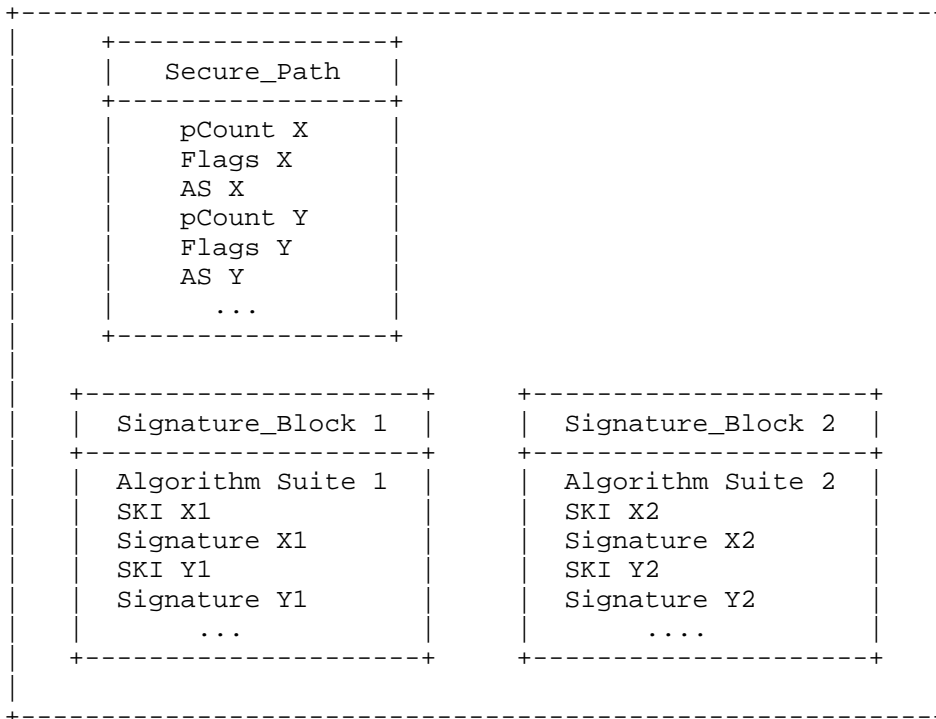 Secure_Path
pCount X
Flags X
AS X
pCount Y
Flags Y
AS Y
...
Signature_Block 1 Signature_Block 2
Algorithm Suite 1 Algorithm Suite 2
SKI X1 SKI X2
Signature X1 Signature X2
SKI Y1 SKI Y2
Signature Y1 Signature Y2
... ....